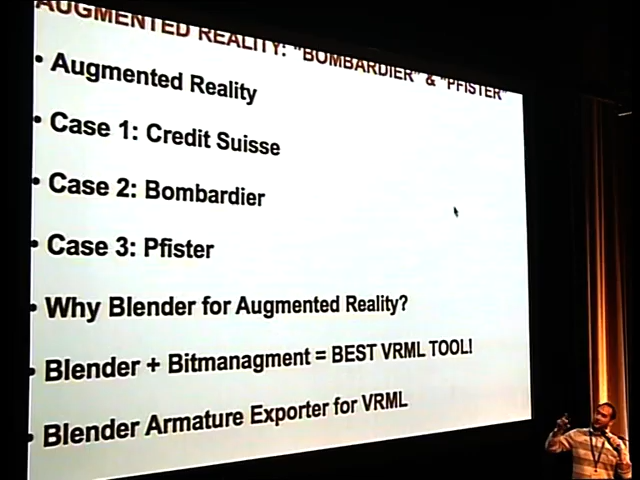 AUGMENTED REALITY: "BOMBARDIER" & "PFISTER"
• Augmented Reality
• Case 1: Credit Suisse
• Case 2: Bombardier
• Case 3: Pfister
• Why Blender for Augmented Reality?
• Blender + Bitmanagment = BEST VRML TOOL!
• Blender Armature Exporter for VRML